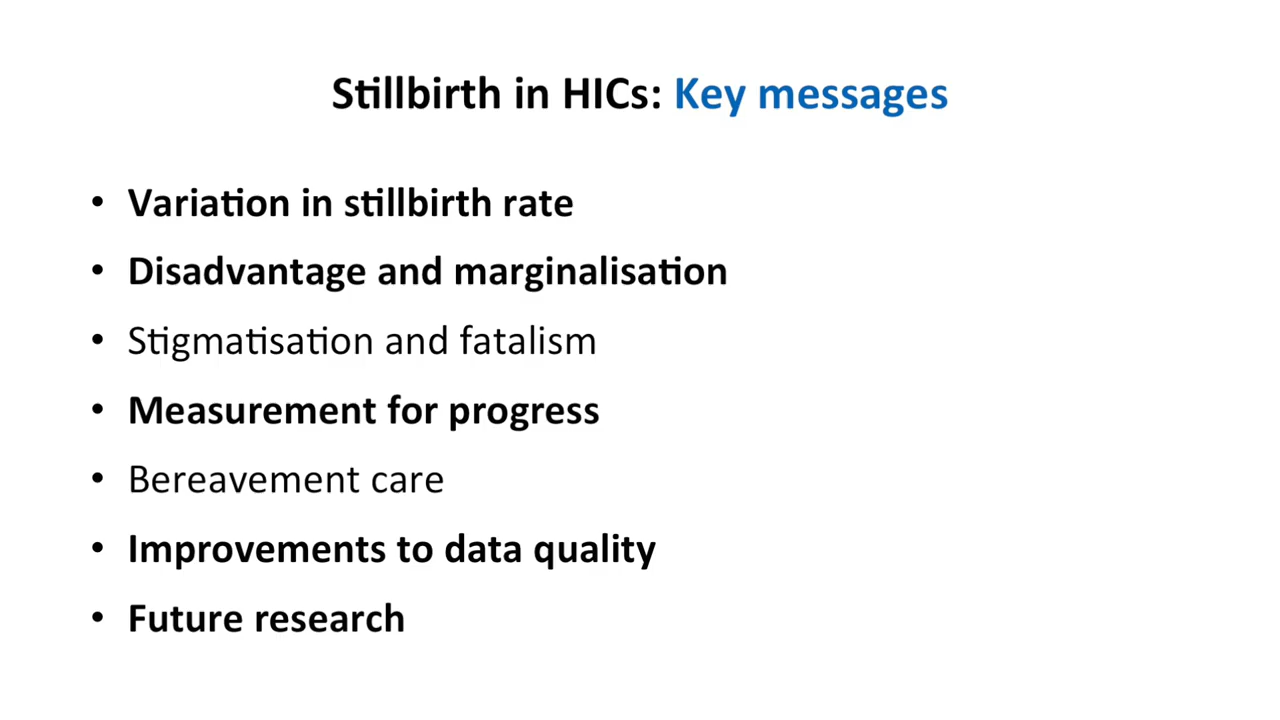 Stillbirth in HICs: Key messages
• Variation in stillbirth rate
• Disadvantage and marginalisation
• Stigmatisation and fatalism
• Measurement for progress
• Bereavement care
• Improvements to data quality
• Future research